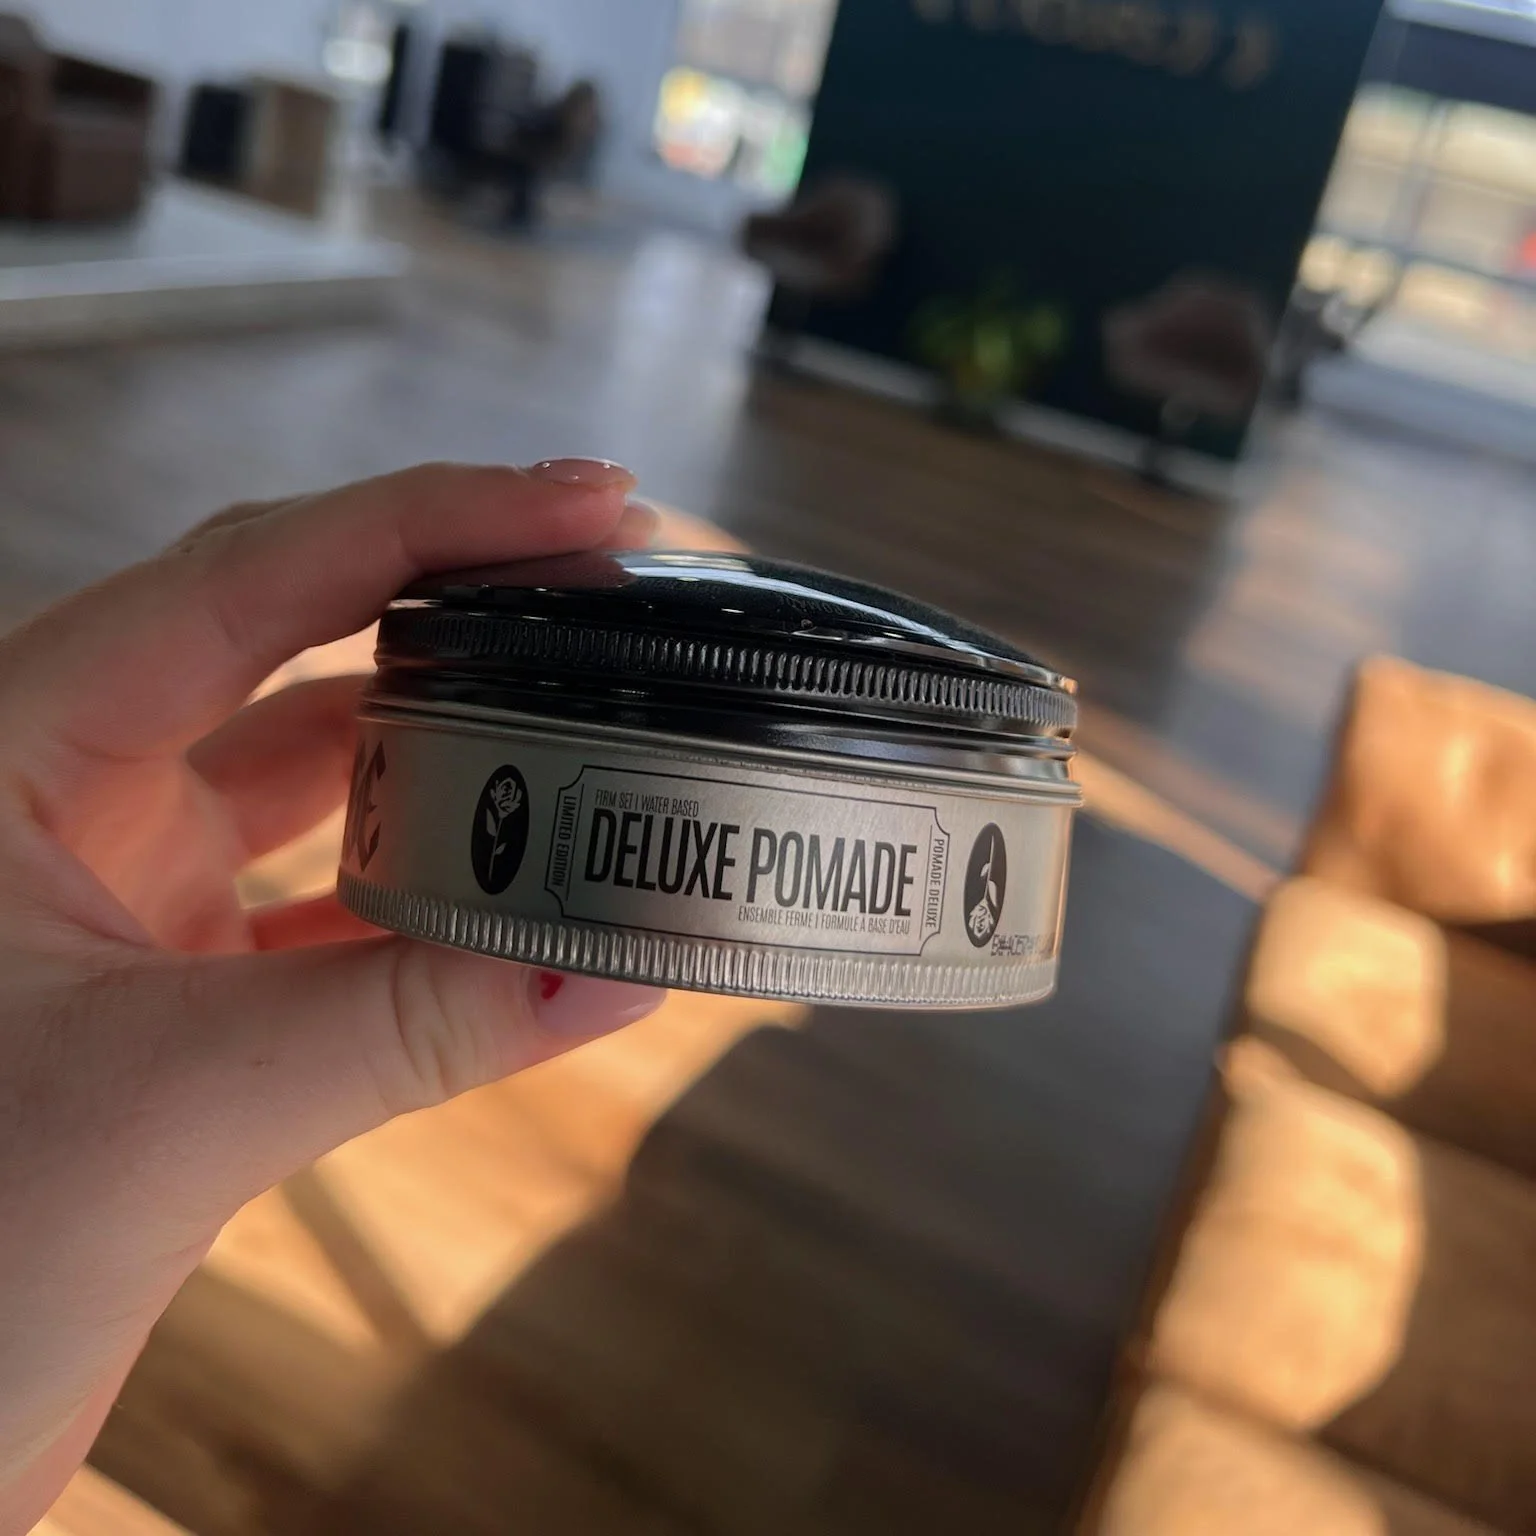 LIMITED EDITION
FIRM SET | WATER BASED
DELUXE POMADE
ENSEMBLE FERME | FORMULE À BASE D'EAU
POMADE DELUXE